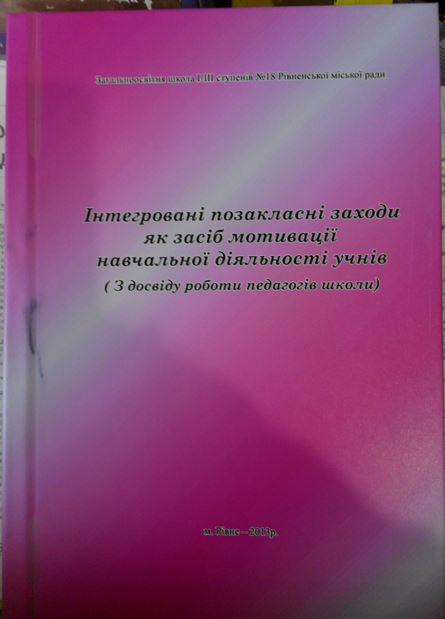 Загальноосвітня школа І-ІІІ ступенів №18 Рівненської міської ради
Інтегровані позакласні заходи
як засіб мотивації
навчальної діяльності учнів
( З досвіду роботи педагогів школи)
м. Рівне – 2013р.